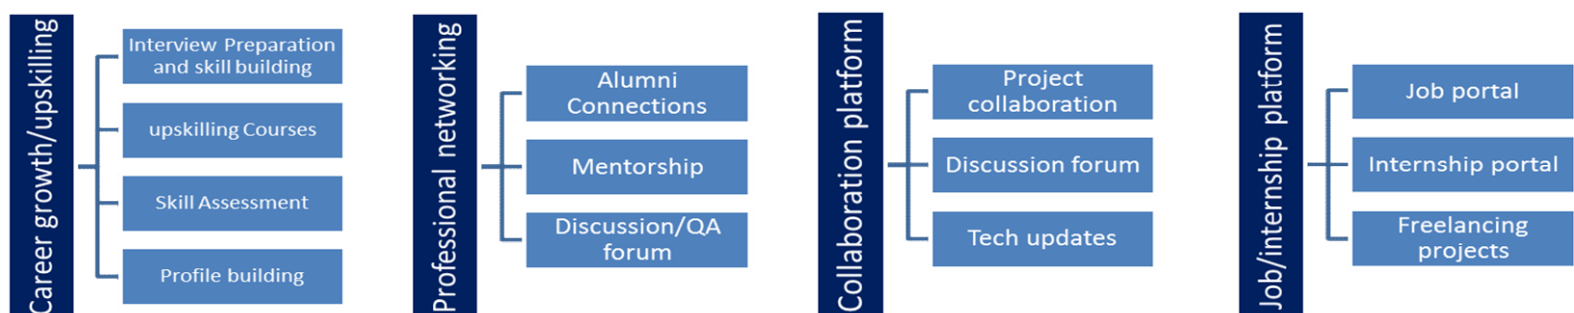 Career growth/upskilling
Interview Preparation
and skill building
upskilling Courses
Skill Assessment
Profile building
Professional networking
Alumni
Connections
Mentorship
Discussion/QA
forum
Collaboration platform
Project
collaboration
Discussion forum
Tech updates
Job/internship platform
Job portal
Internship portal
Freelancing
projects